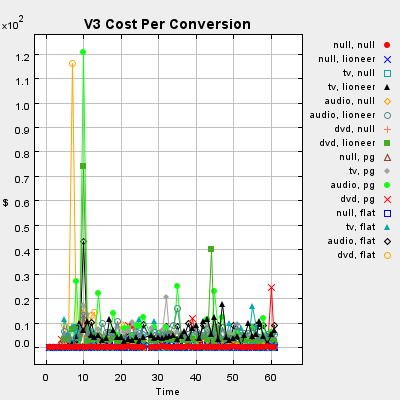 V3 Cost Per Conversion
×10²
1.2
1.1
1.0
0.9
0.8
0.7
0.6
0.5
0.4
0.3
0.2
0.1
0.0
$
0 10 20 30 40 50 60
Time
null, null
null, lioneer
tv, null
tv, lioneer
audio, null
audio, lioneer
dvd, null
dvd, lioneer
null, pg
tv, pg
audio, pg
dvd, pg
null, flat
tv, flat
audio, flat
dvd, flat